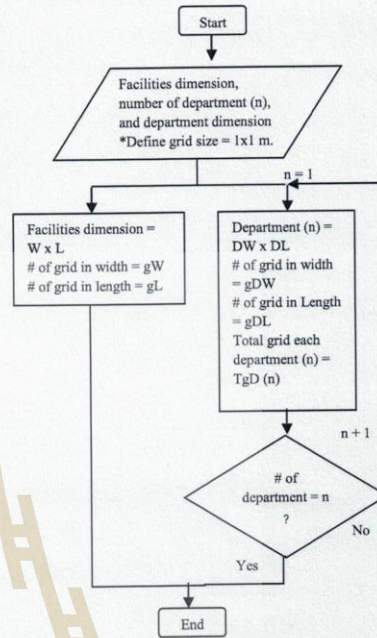 Start
Facilities dimension,
number of department (n),
and department dimension
*Define grid size = 1x1 m.
n = 1
Facilities dimension =
W x L
# of grid in width = gW
# of grid in length = gL
Department (n) =
DW x DL
# of grid in width
= gDW
# of grid in Length
= gDL
Total grid each
department (n) =
TgD (n)
n + 1
# of
department = n
?
No
Yes
End